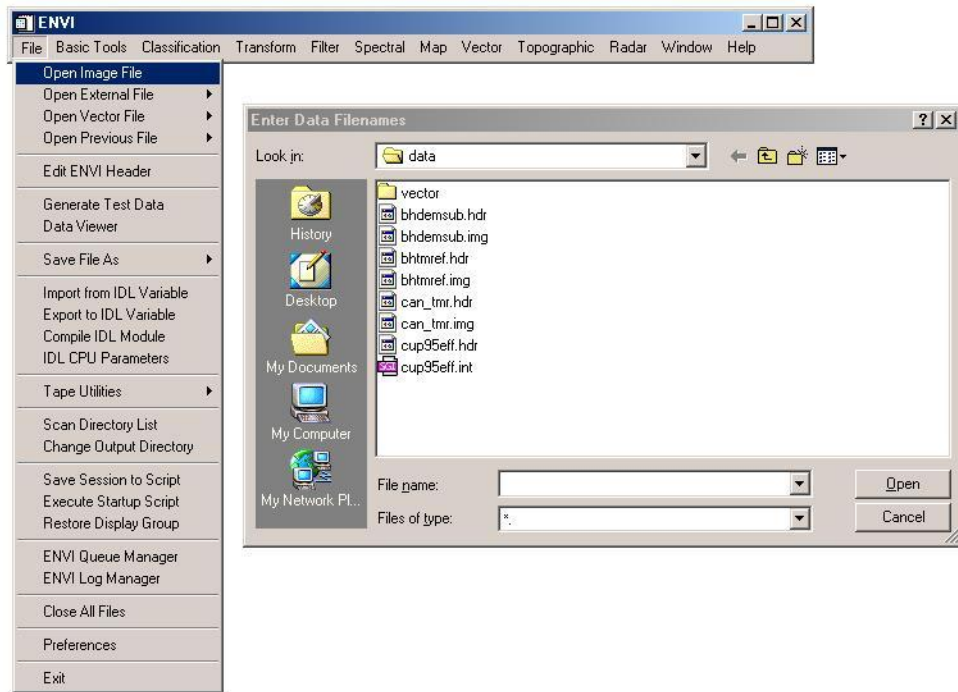 ENVI
File Basic Tools Classification Transform Filter Spectral Map Vector Topographic Radar Window Help
Open Image File
Open External File
Open Vector File
Open Previous File
Edit ENVI Header
Generate Test Data
Data Viewer
Save File As
Import from IDL Variable
Export to IDL Variable
Compile IDL Module
IDL CPU Parameters
Tape Utilities
Scan Directory List
Change Output Directory
Save Session to Script
Execute Startup Script
Restore Display Group
ENVI Queue Manager
ENVI Log Manager
Close All Files
Preferences
Exit
Enter Data Filenames
Look in: data
History
Desktop
My Documents
My Computer
My Network Pl...
vector
bhdemsub.hdr
bhdemsub.img
bhtmref.hdr
bhtmref.img
can_tmr.hdr
can_tmr.img
cup95eff.hdr
cup95eff.int
File name: Open
Files of type: *. Cancel